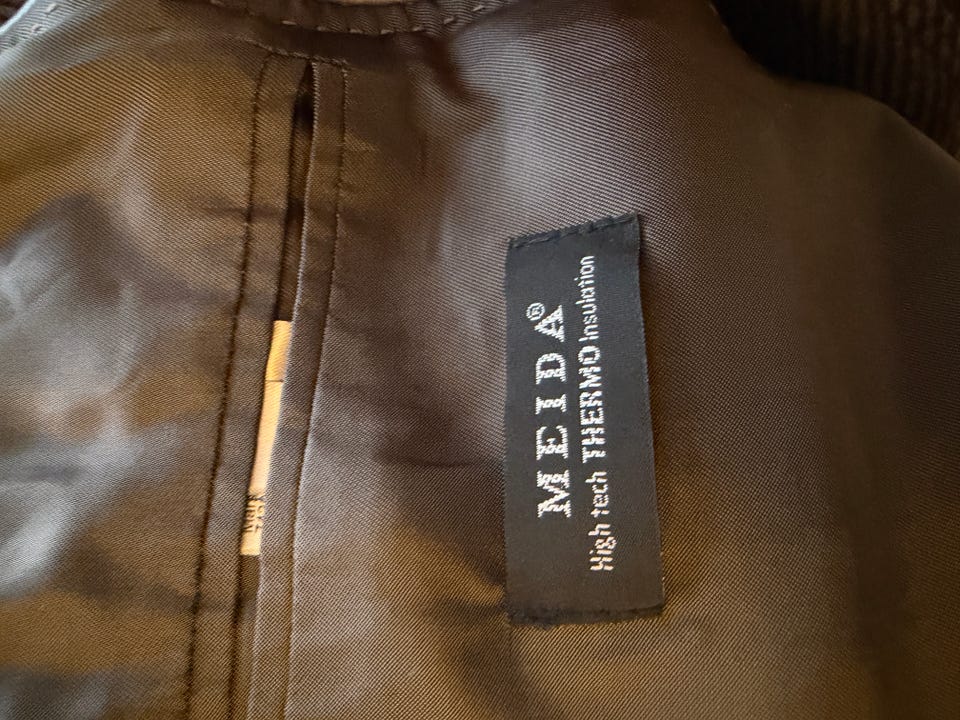 MEIDA®
High tech THERMO Insulation